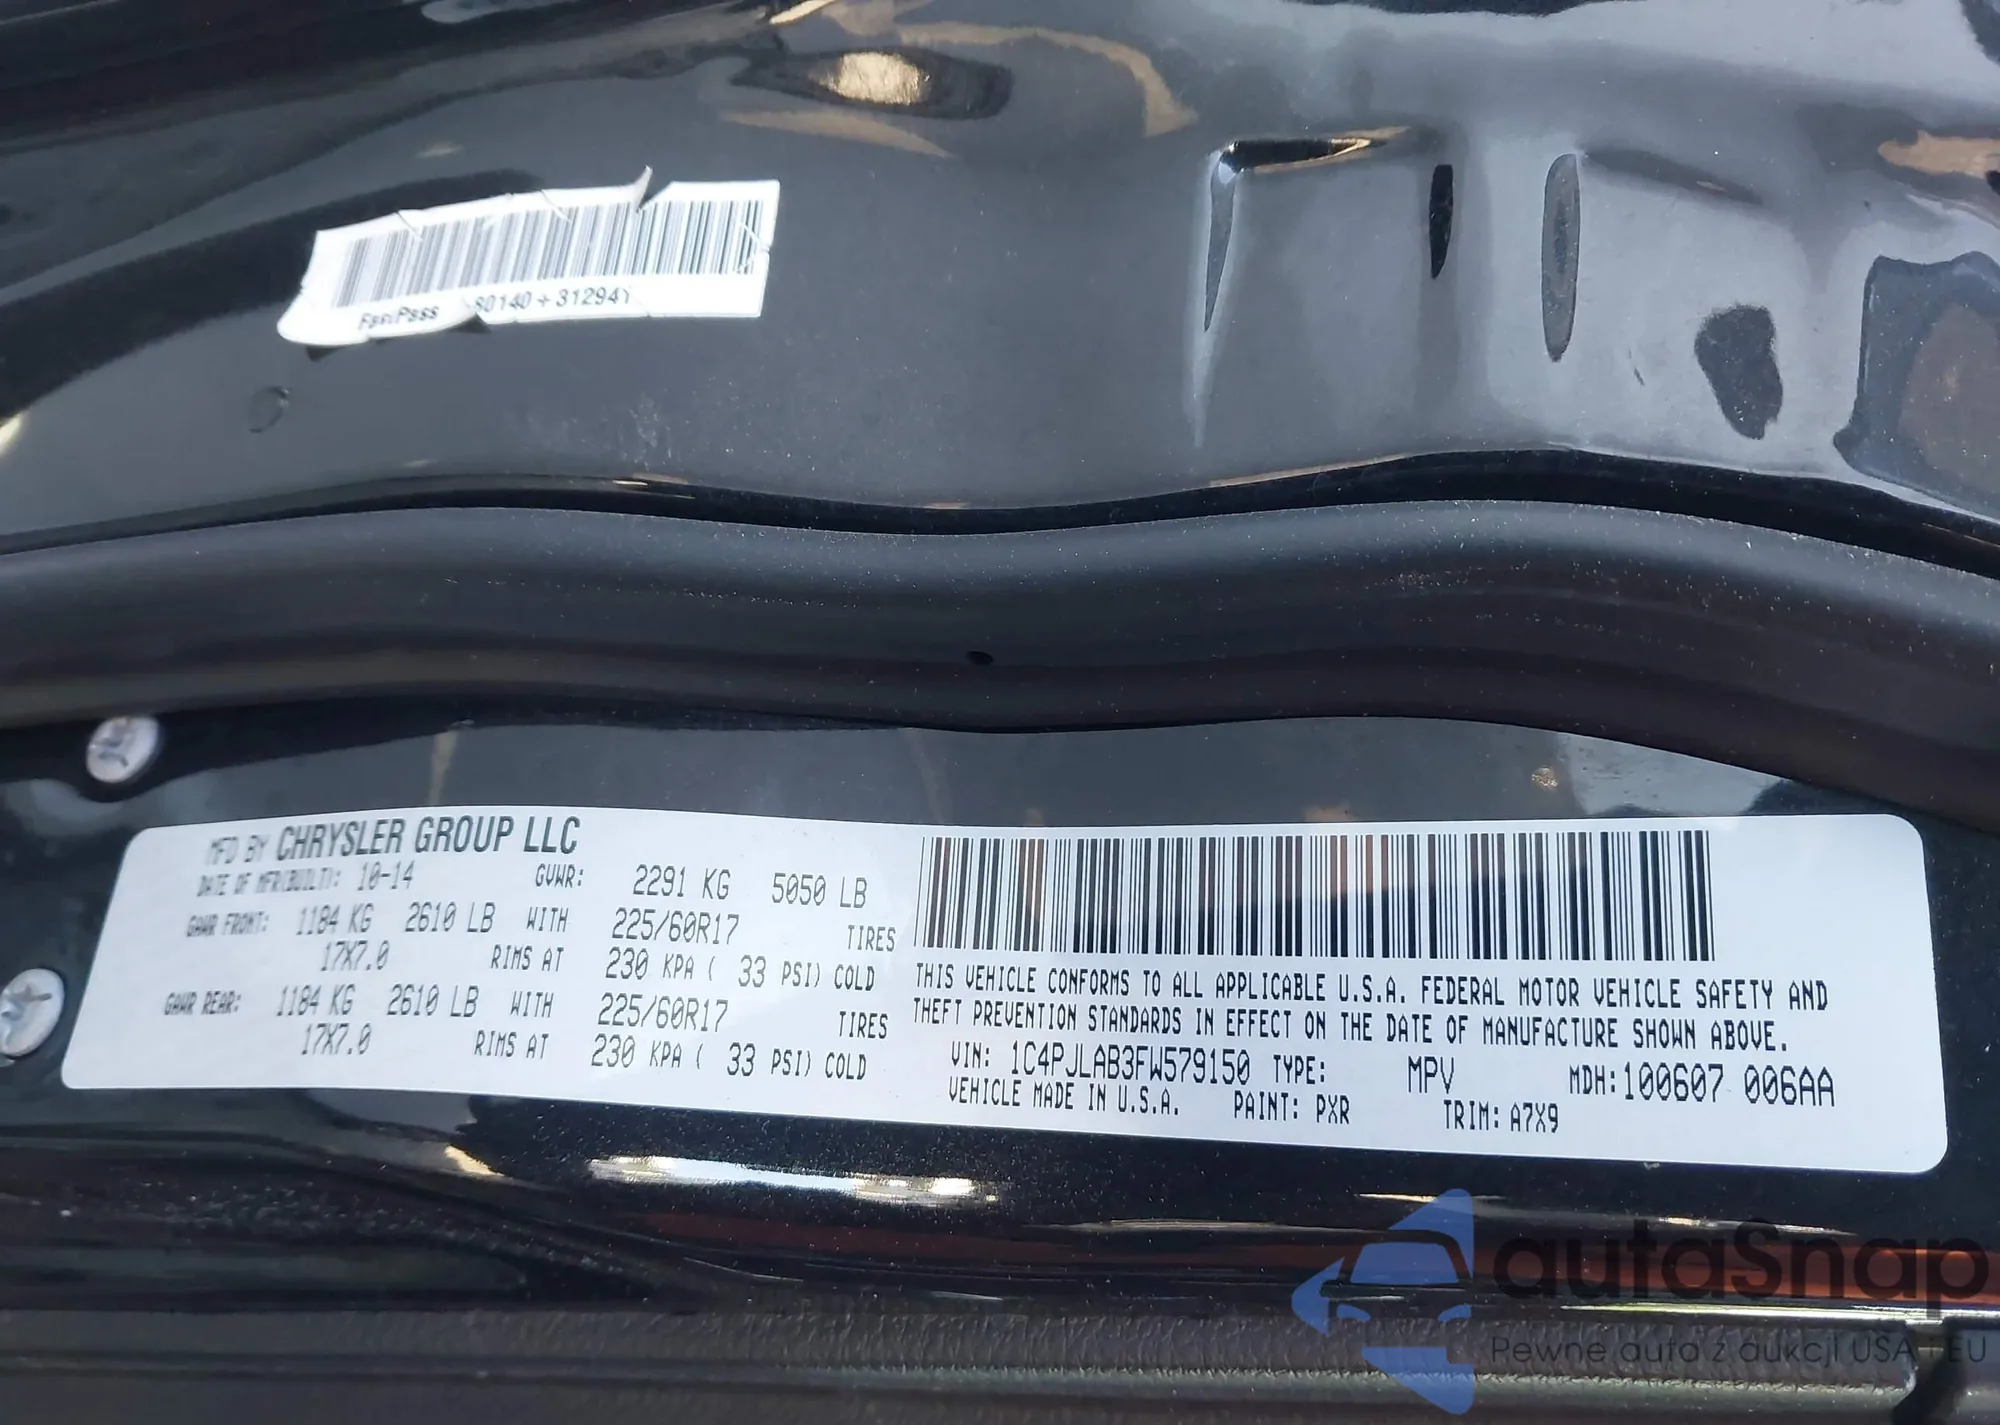 80140+31294Y
MFD BY CHRYSLER GROUP LLC
DATE OF MFR(BUILT): 10-14 GVWR: 2291 KG 5050 LB
GAWR FRONT: 1184 KG 2610 LB WITH 225/60R17 TIRES
17X7.0 RIMS AT 230 KPA ( 33 PSI) COLD
GAWR REAR: 1184 KG 2610 LB WITH 225/60R17 TIRES
17X7.0 RIMS AT 230 KPA ( 33 PSI) COLD
THIS VEHICLE CONFORMS TO ALL APPLICABLE U.S.A. FEDERAL MOTOR VEHICLE SAFETY AND
THEFT PREVENTION STANDARDS IN EFFECT ON THE DATE OF MANUFACTURE SHOWN ABOVE.
VIN: 1C4PJLAB3FW579150 TYPE: MPV MDH:100607 006AA
VEHICLE MADE IN U.S.A. PAINT: PXR TRIM: A7X9
autaSnap
Pewne auta z aukcji USA i EU